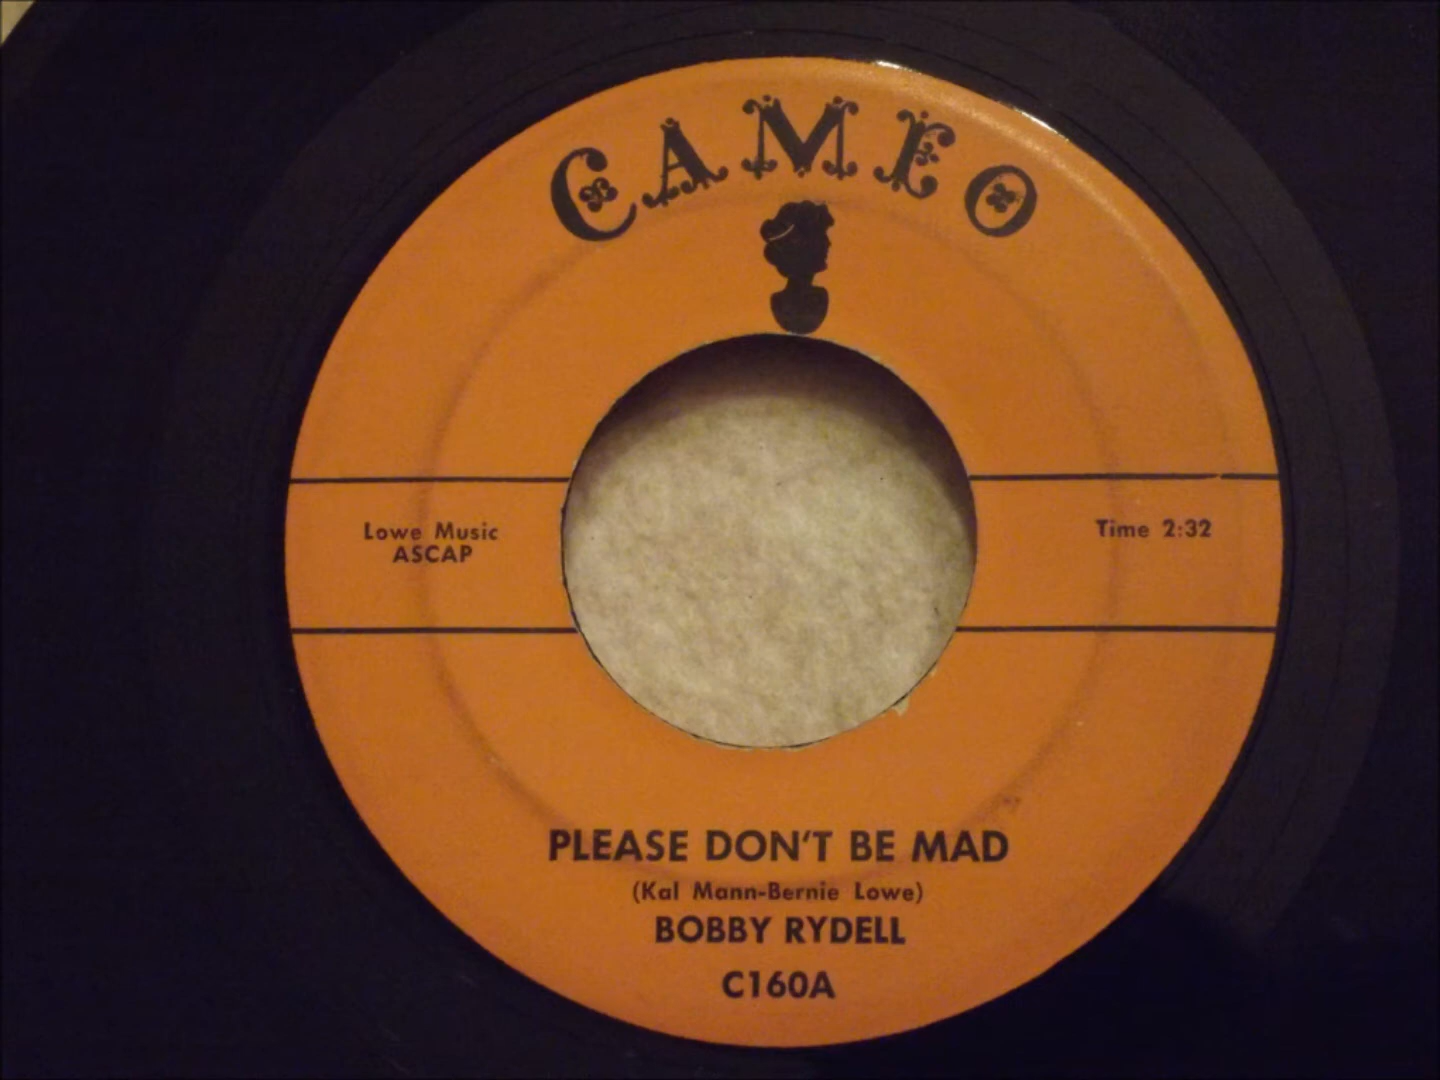 CAMEO
Lowe Music
ASCAP
Time 2:32
PLEASE DON'T BE MAD
(Kal Mann-Bernie Lowe)
BOBBY RYDELL
C160A